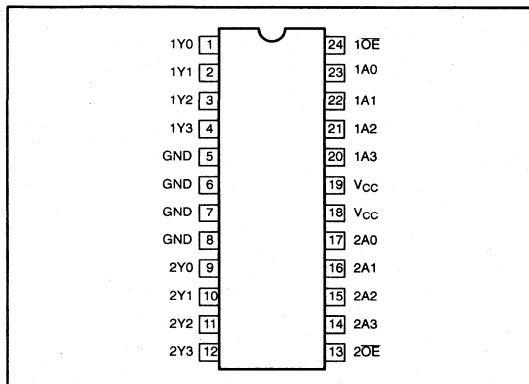 1Y0 1 24 1O̅E̅
1Y1 2 23 1A0
1Y2 3 22 1A1
1Y3 4 21 1A2
GND 5 20 1A3
GND 6 19 VCC
GND 7 18 VCC
GND 8 17 2A0
2Y0 9 16 2A1
2Y1 10 15 2A2
2Y2 11 14 2A3
2Y3 12 13 2O̅E̅